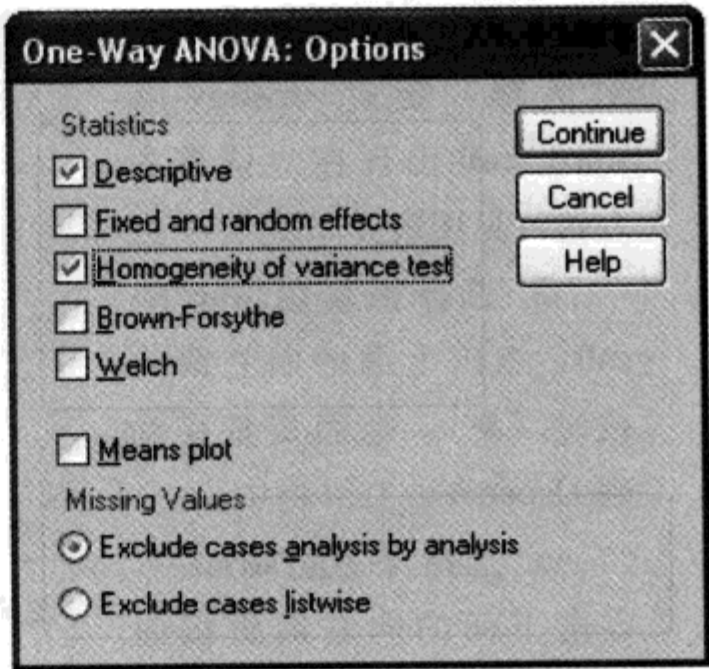 One-Way ANOVA: Options
Statistics
Descriptive
Fixed and random effects
Homogeneity of variance test
Brown-Forsythe
Welch
Means plot
Missing Values
Exclude cases analysis by analysis
Exclude cases listwise
Continue
Cancel
Help